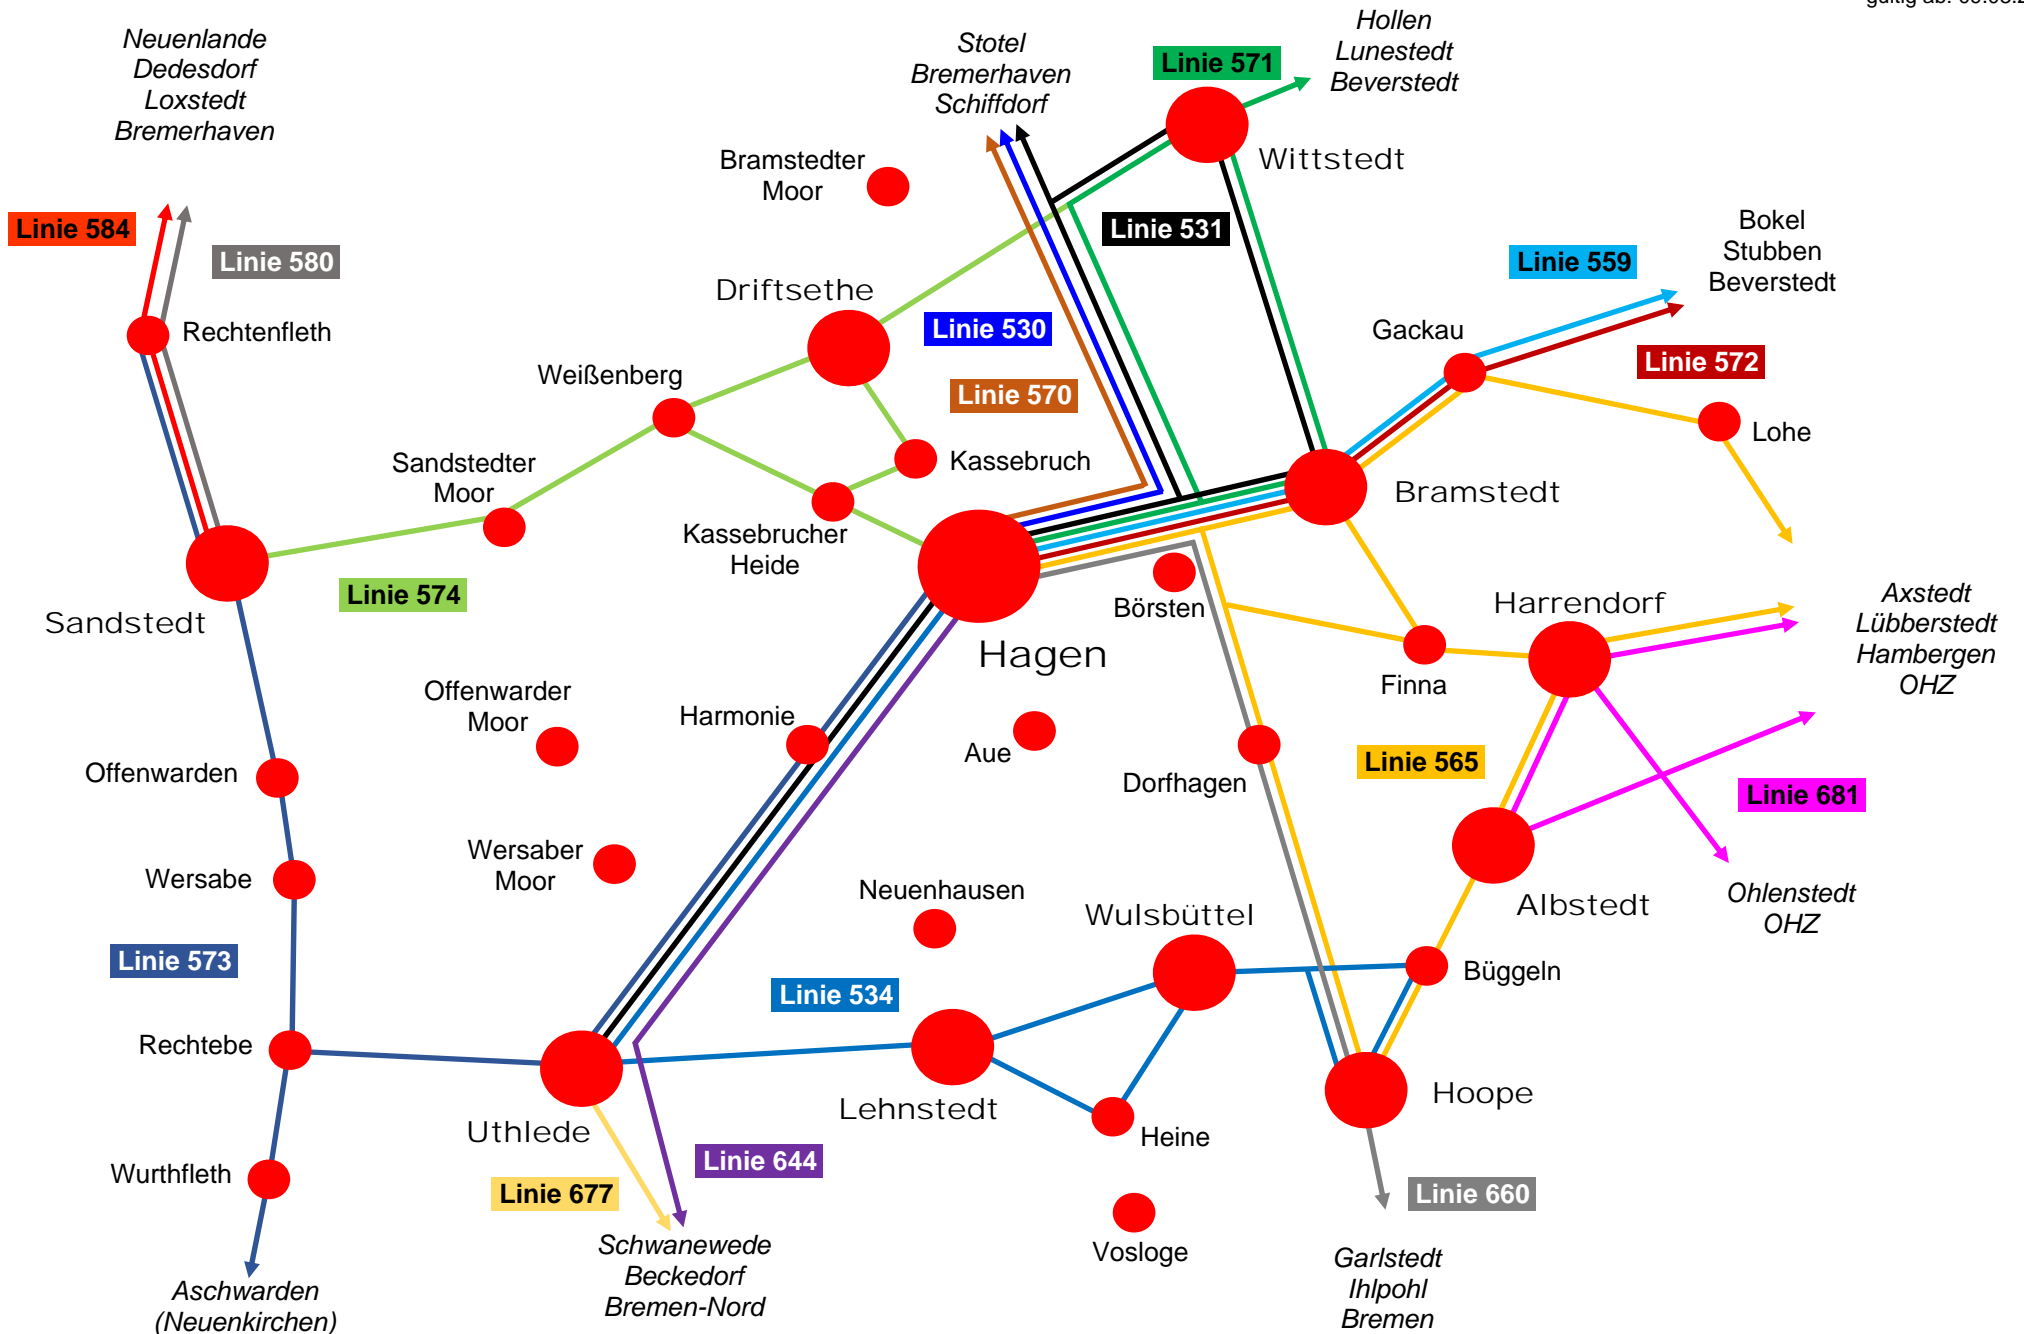 Neuenlande
Dedesdorf
Loxstedt
Bremerhaven
Stotel
Bremerhaven
Schiffdorf
Linie 571
Hollen
Lunestedt
Beverstedt
Bramstedter
Moor
Wittstedt
Linie 584
Linie 580
Linie 531
Linie 559
Bokel
Stubben
Beverstedt
Driftsethe
Rechtenfleth
Linie 530
Gackau
Linie 572
Weißenberg
Linie 570
Lohe
Sandstedter
Moor
Kassebruch
Bramstedt
Kassebrucher
Heide
Linie 574
Sandstedt
Börsten
Harrendorf
Axstedt
Lübberstedt
Hambergen
OHZ
Hagen
Finna
Offenwarder
Moor
Harmonie
Aue
Offenwarden
Dorfhagen
Linie 565
Linie 681
Wersabe
Wersaber
Moor
Neuenhausen
Wulsbüttel
Albstedt
Ohlenstedt
OHZ
Linie 573
Linie 534
Büggeln
Rechtebe
Lehnstedt
Hoope
Uthlede
Heine
Wurthfleth
Linie 644
Linie 677
Linie 660
Vosloge
Schwanewede
Beckedorf
Bremen-Nord
Garlstedt
Ihlpohl
Bremen
Aschwarden
(Neuenkirchen)